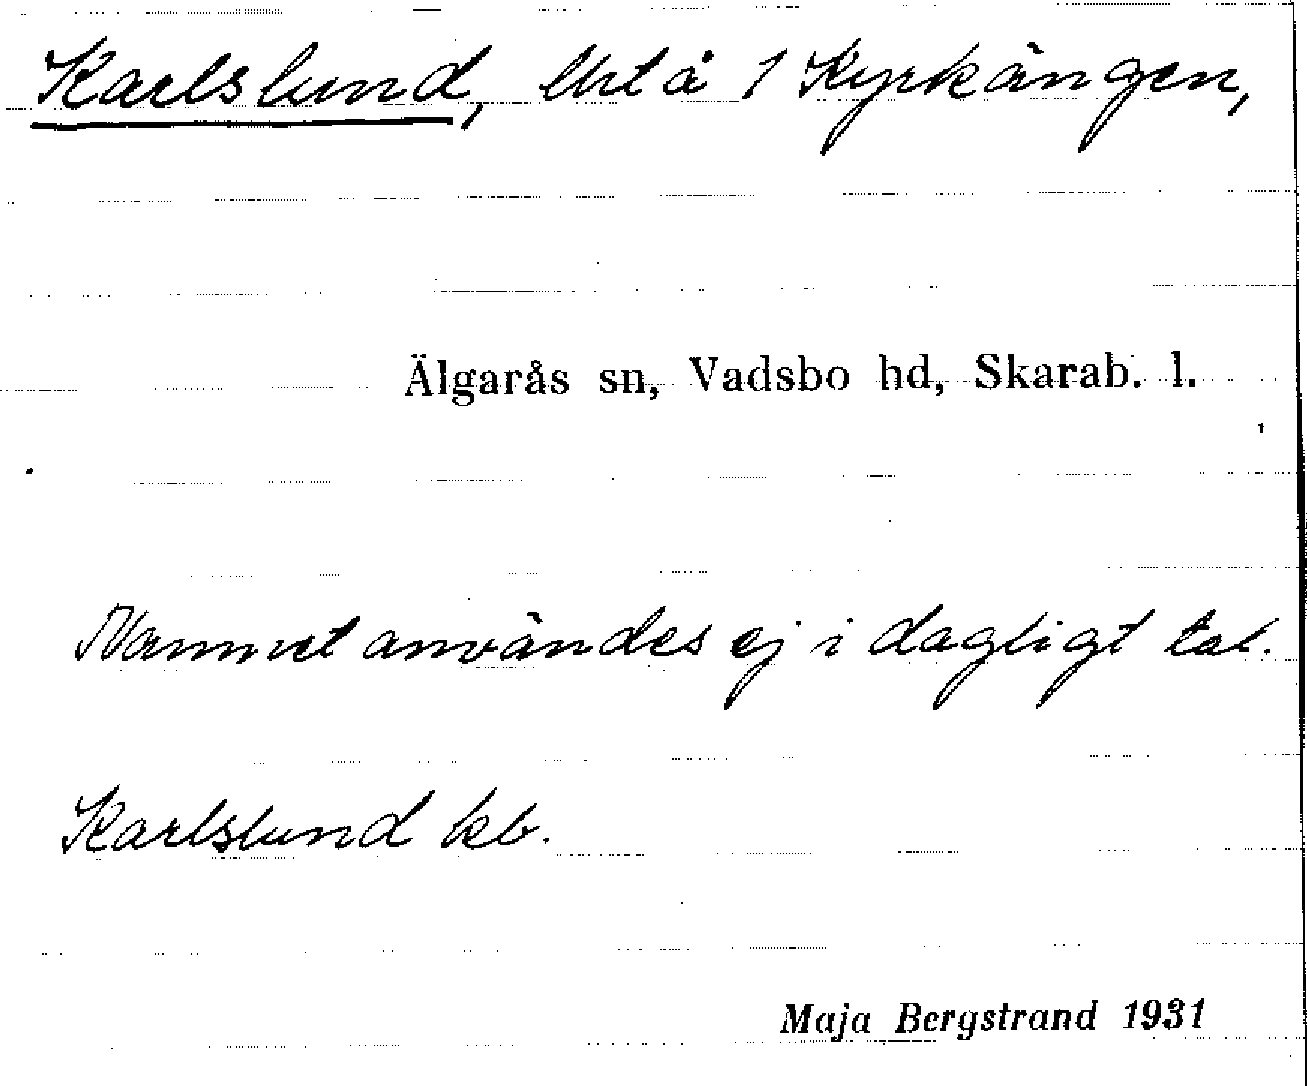 Karlslund, lht å 1 Kyrkängen,
Älgarås sn, Vadsbo hd, Skarab. l.
Namnet användes ej i dagligt tal.
Karlslund kb.
Maja Bergstrand 1931